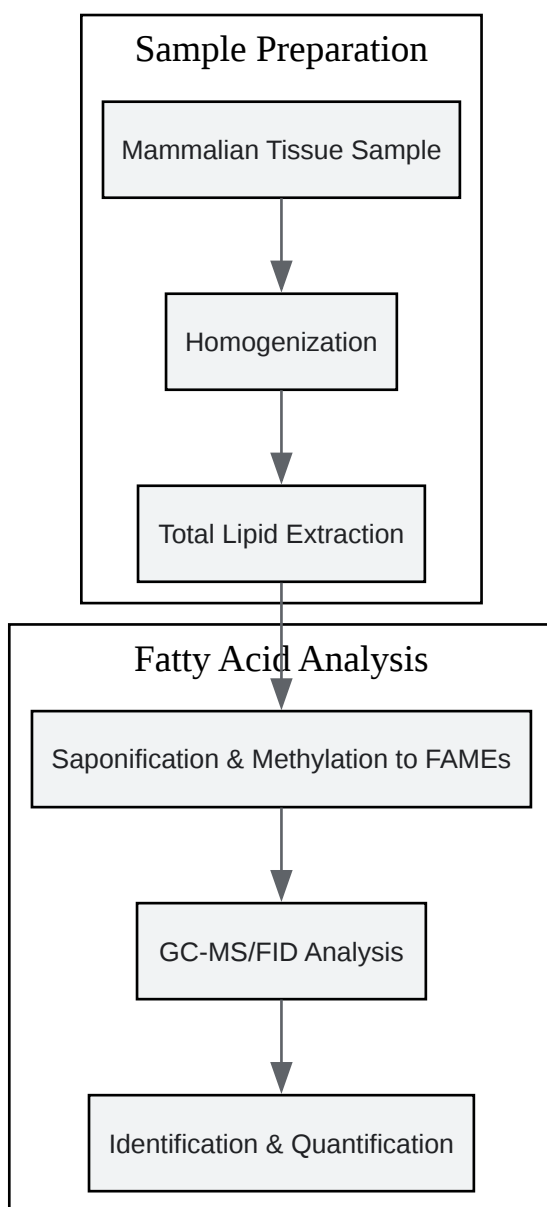 Sample Preparation
Mammalian Tissue Sample
Homogenization
Total Lipid Extraction
Fatty Acid Analysis
Saponification & Methylation to FAMEs
GC-MS/FID Analysis
Identification & Quantification